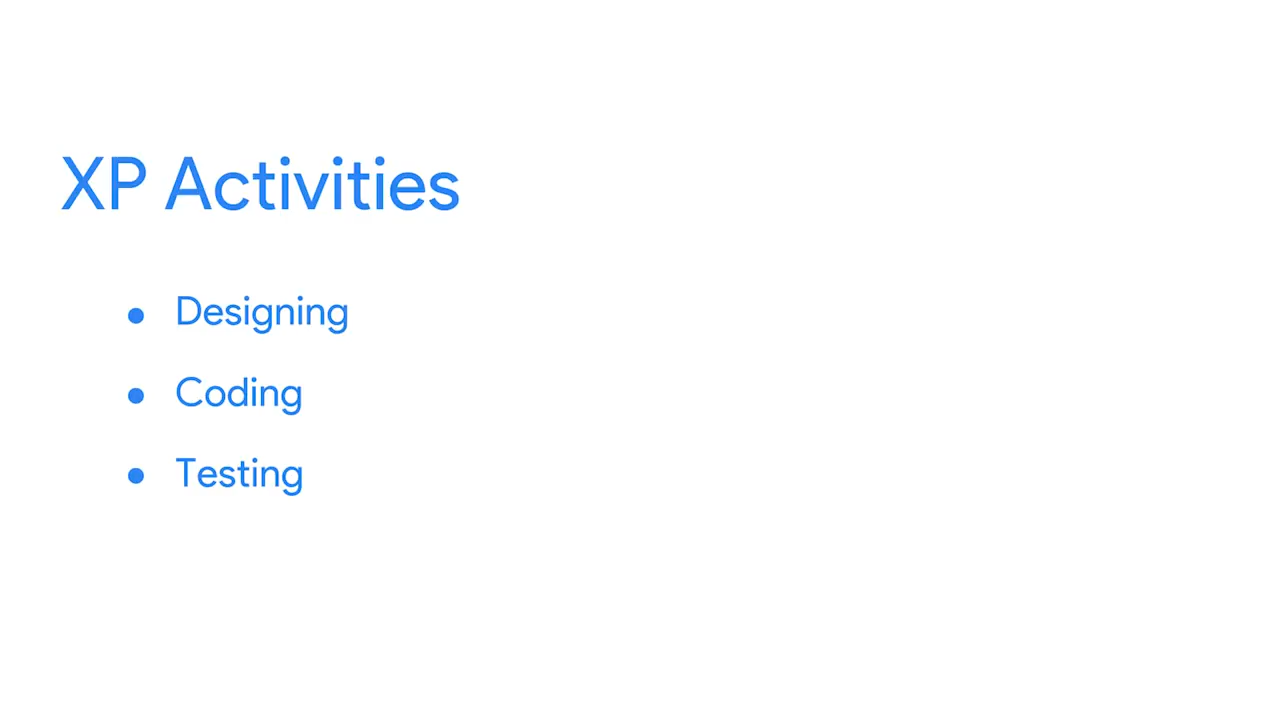 XP Activities
● Designing
● Coding
● Testing